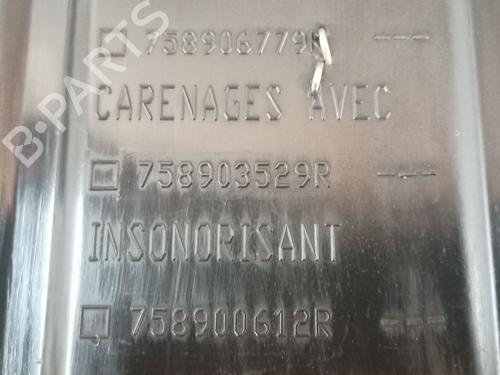 758906779R ---
CARENAGES AVEC
758903529R ---
INSONORISANT
758900612R ---
B-PARTS